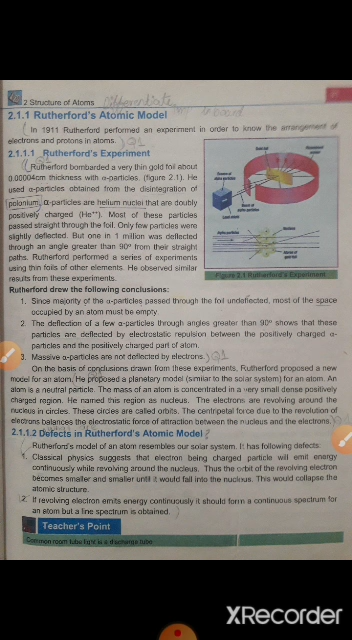 2 Structure of Atoms Differentiate
2.1.1 Rutherford's Atomic Model
In 1911 Rutherford performed an experiment in order to know the arrangement of
electrons and protons in atoms. Q1
2.1.1.1 Rutherford's Experiment
Rutherford bombarded a very thin gold foil about
0.00004cm thickness with α-particles. (figure 2.1). He
used α-particles obtained from the disintegration of
polonium. α-particles are helium nuclei that are doubly
positively charged (He⁺⁺). Most of these particles
passed straight through the foil. Only few particles were
slightly deflected. But one in 1 million was deflected
through an angle greater than 90° from their straight
paths. Rutherford performed a series of experiments
using thin foils of other elements. He observed similar
results from these experiments.
Figure 2.1 Rutherford's Experiment
Rutherford drew the following conclusions:
1. Since majority of the α-particles passed through the foil undeflected, most of the space
occupied by an atom must be empty.
2. The deflection of few α-particles through angles greater than 90° shows that these
particles are deflected by electrostatic repulsion between the positively charged α-
particles and the positively charged part of atom.
3. Massive α-particles are not deflected by electrons. Q1
On the basis of conclusions drawn from these experiments, Rutherford proposed a new
model for an atom. He proposed a planetary model (similar to the solar system) for an atom. An
atom is a neutral particle. The mass of an atom is concentrated in a very small dense positively
charged region. He named this region as nucleus. The electrons are revolving around the
nucleus in circles. These circles are called orbits. The centripetal force due to the revolution of
electrons balances the electrostatic force of attraction between the nucleus and the electrons.
2.1.1.2 Defects in Rutherford's Atomic Model
Rutherford's model of an atom resembles our solar system. It has following defects:
1. Classical physics suggests that electron being charged particle will emit energy
continuously while revolving around the nucleus. Thus the orbit of the revolving electron
becomes smaller and smaller until it would fall into the nucleus. This would collapse the
atomic structure.
2. If revolving electron emits energy continuously it should form a continuous spectrum for
an atom but a line spectrum is obtained.
Teacher's Point
Common room tube light is a discharge tube
XRecorder